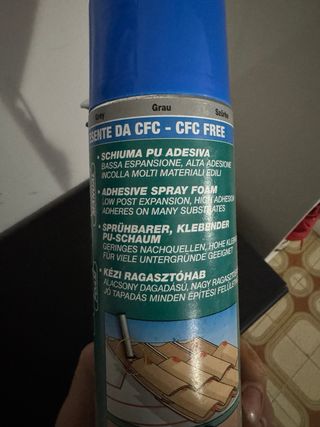 Grey Grau Szürke
ESENTE DA CFC - CFC FREE
• SCHIUMA PU ADESIVA
BASSA ESPANSIONE, ALTA ADESIONE
INCOLLA MOLTI MATERIALI EDILI
• ADHESIVE SPRAY FOAM
LOW POST EXPANSION, HIGH ADHESION
ADHERES ON MANY SUBSTRATES
• SPRÜHBARER, KLEBENDER
PU-SCHAUM
GERINGES NACHQUELLEN, HOHE KLEB
FÜR VIELE UNTERGRÜNDE GEEIGNET
• KÉZI RAGASZTÓHAB
ALACSONY DAGADÁSÚ, NAGY RAGASZTÓ
JÓ TAPADÁS MINDEN ÉPÍTÉSI FELÜLET